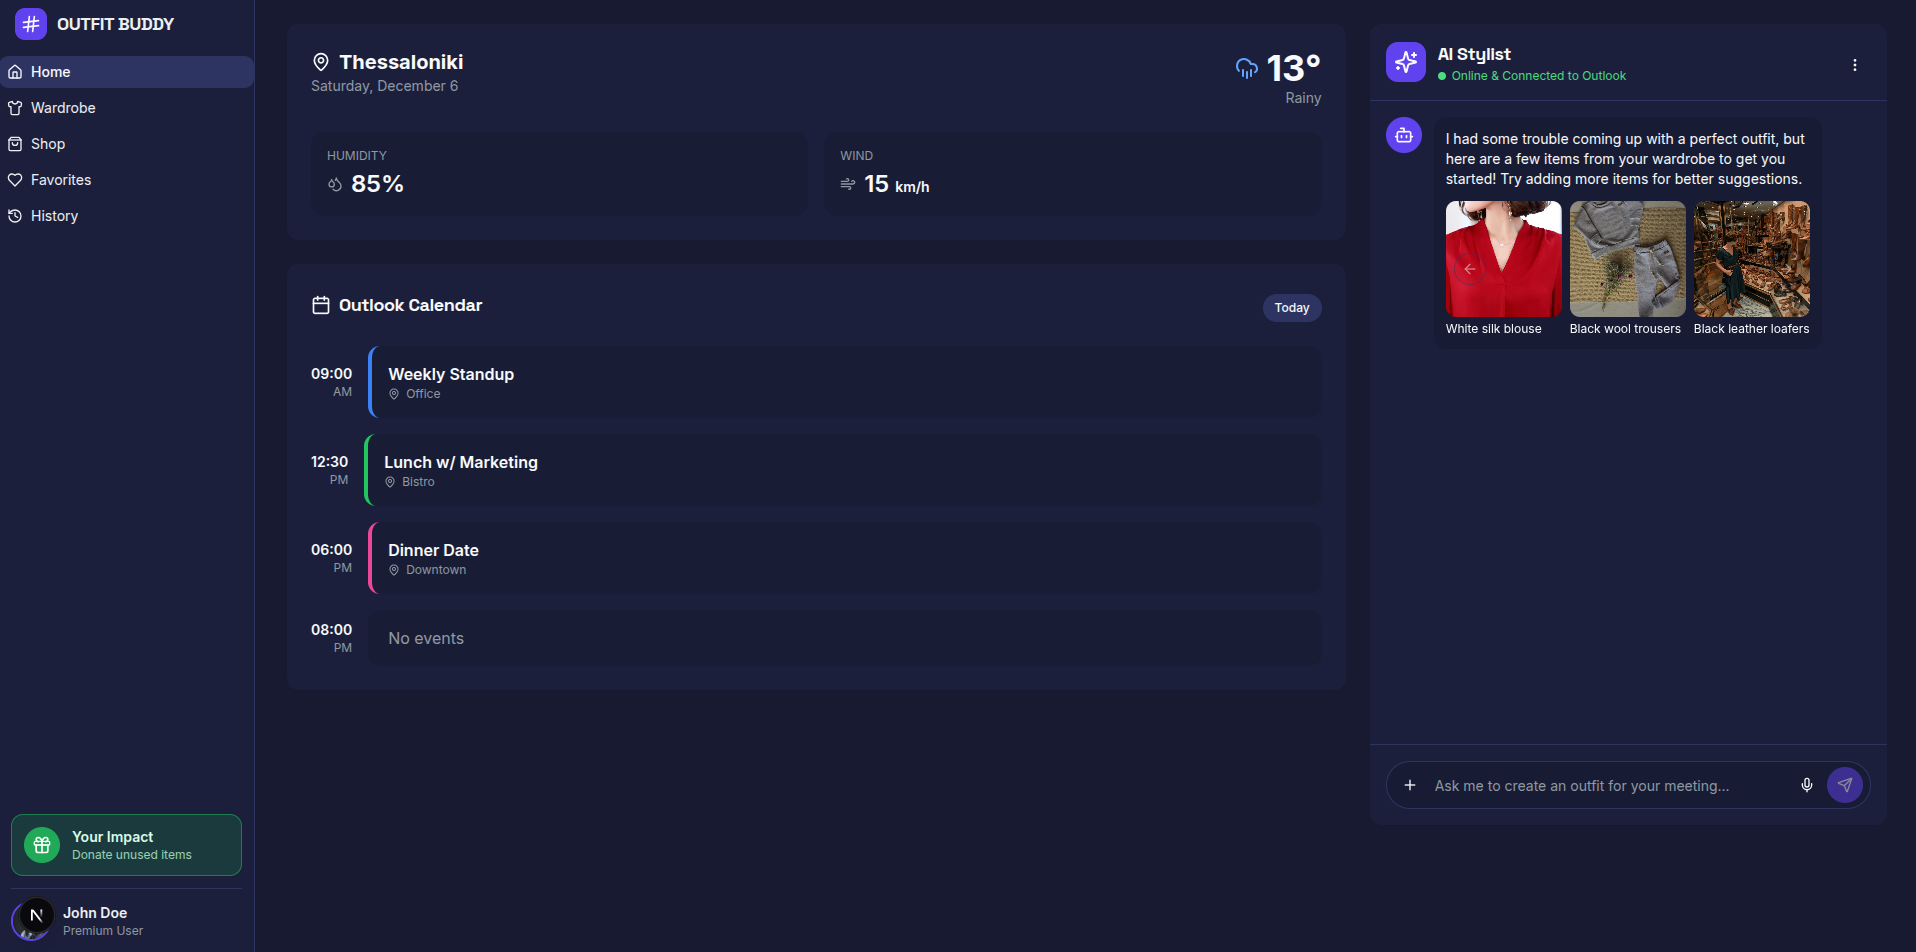 OUTFIT BUDDY
Home
Wardrobe
Shop
Favorites
History
Your Impact
Donate unused items
N
John Doe
Premium User
Thessaloniki
Saturday, December 6
13°
Rainy
HUMIDITY
85%
WIND
15 km/h
Outlook Calendar
Today
09:00
AM
Weekly Standup
Office
12:30
PM
Lunch w/ Marketing
Bistro
06:00
PM
Dinner Date
Downtown
08:00
PM
No events
AI Stylist
Online & Connected to Outlook
I had some trouble coming up with a perfect outfit, but
here are a few items from your wardrobe to get you
started! Try adding more items for better suggestions.
White silk blouse
Black wool trousers
Black leather loafers
Ask me to create an outfit for your meeting...